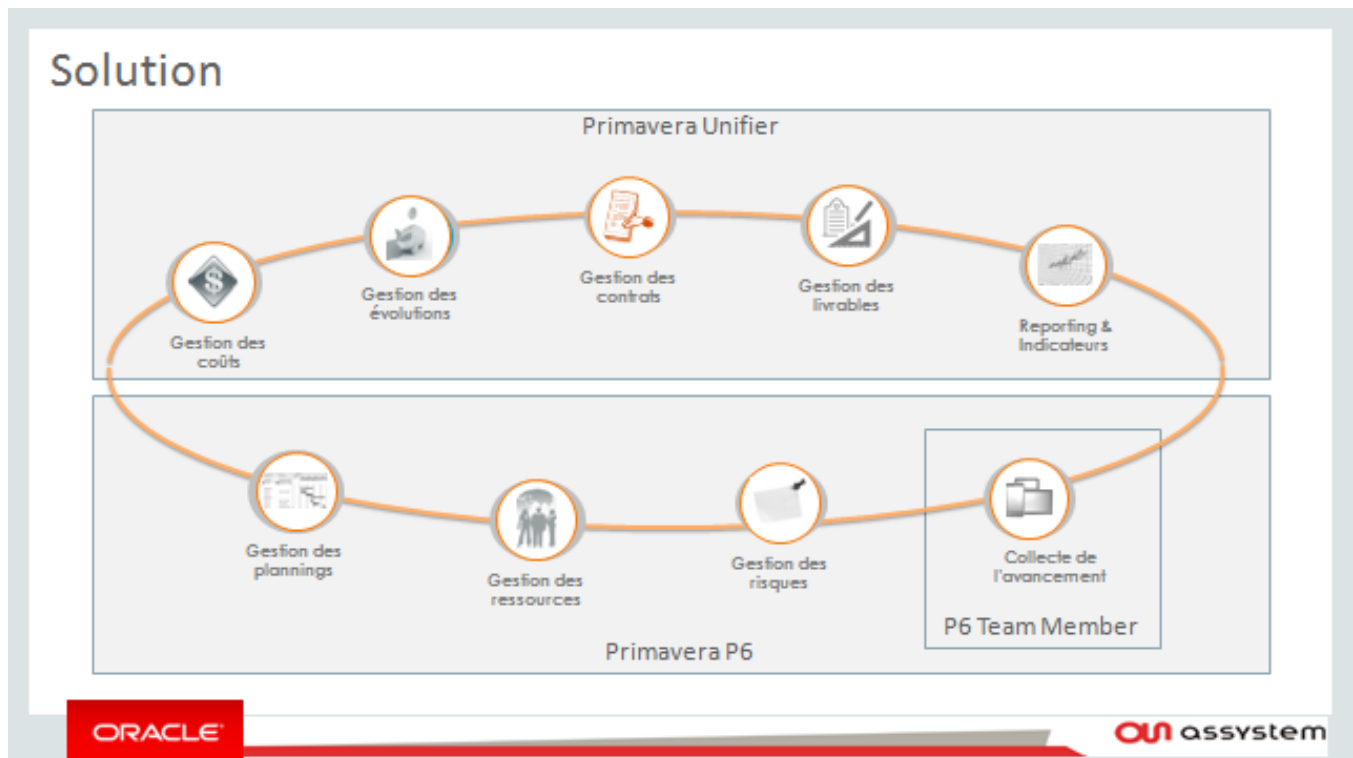 Solution
Primavera Unifier
Gestion des
coûts
Gestion des
évolutions
Gestion des
contrats
Gestion des
livrables
Reporting &
Indicateurs
Gestion des
plannings
Gestion des
ressources
Gestion des
risques
Collecte de
l'avancement
P6 Team Member
Primavera P6
ORACLE
assystem